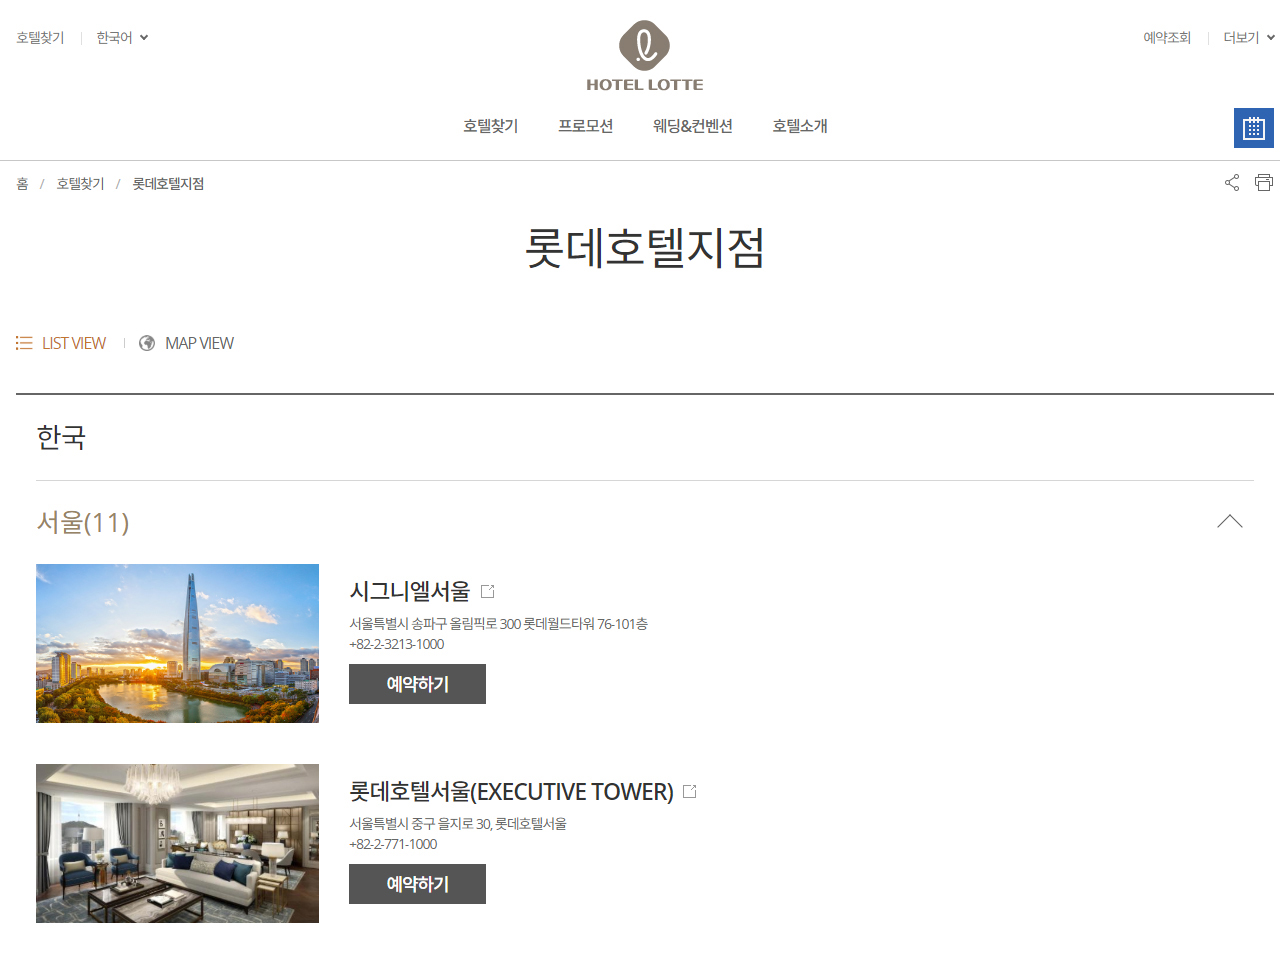 호텔찾기 한국어 예약조회 더보기
HOTEL LOTTE
호텔찾기 프로모션 웨딩&컨벤션 호텔소개
홈 / 호텔찾기 / 롯데호텔지점
롯데호텔지점
LIST VIEW MAP VIEW
한국
서울(11)
시그니엘서울
서울특별시 송파구 올림픽로 300 롯데월드타워 76-101층
+82-2-3213-1000
예약하기
롯데호텔서울(EXECUTIVE TOWER)
서울특별시 중구 을지로 30, 롯데호텔서울
+82-2-771-1000
예약하기